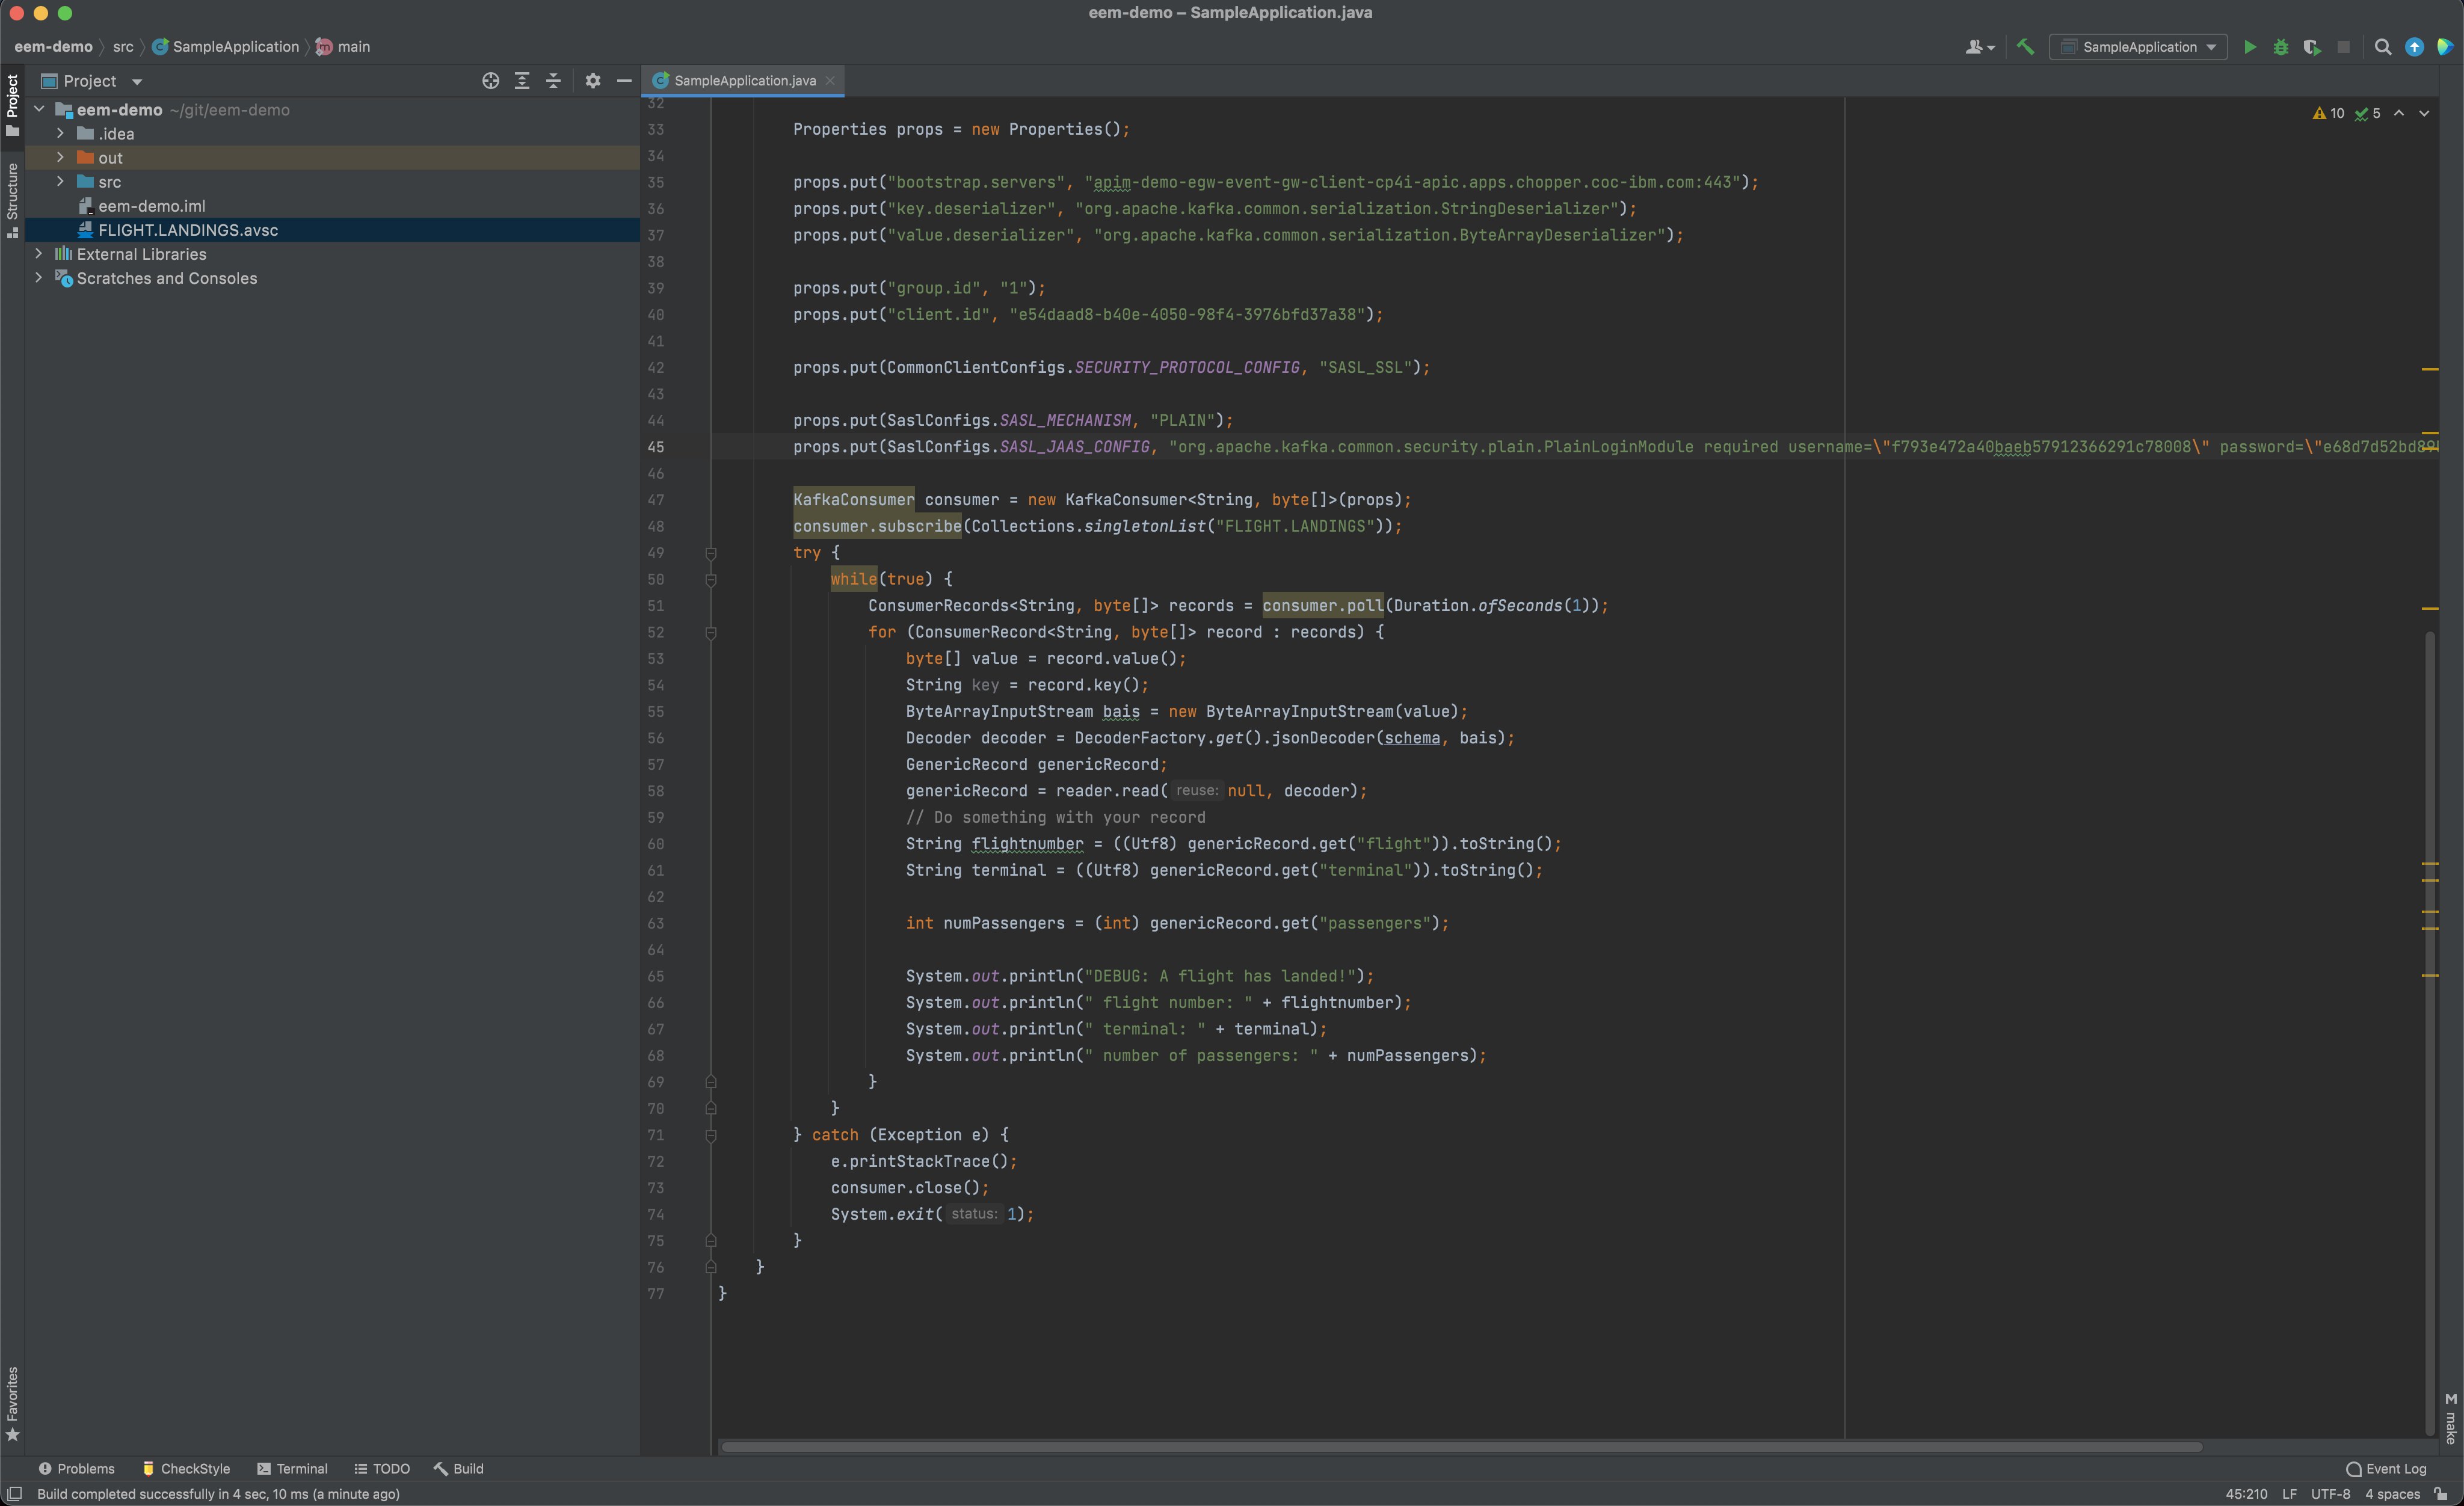 eem-demo – SampleApplication.java
eem-demo src SampleApplication main
SampleApplication
Project
Project
SampleApplication.java
eem-demo ~/git/eem-demo
.idea
out
src
eem-demo.iml
FLIGHT.LANDINGS.avsc
External Libraries
Scratches and Consoles
Structure
Favorites
10 5
32
33 Properties props = new Properties();
34
35 props.put("bootstrap.servers", "apim-demo-egw-event-gw-client-cp4i-apic.apps.chopper.coc-ibm.com:443");
36 props.put("key.deserializer", "org.apache.kafka.common.serialization.StringDeserializer");
37 props.put("value.deserializer", "org.apache.kafka.common.serialization.ByteArrayDeserializer");
38
39 props.put("group.id", "1");
40 props.put("client.id", "e54daad8-b40e-4050-98f4-3976bfd37a38");
41
42 props.put(CommonClientConfigs.SECURITY_PROTOCOL_CONFIG, "SASL_SSL");
43
44 props.put(SaslConfigs.SASL_MECHANISM, "PLAIN");
45 props.put(SaslConfigs.SASL_JAAS_CONFIG, "org.apache.kafka.common.security.plain.PlainLoginModule required username=\"f793e472a40baeb57912366291c78008\" password=\"e68d7d52bd89
46
47 KafkaConsumer consumer = new KafkaConsumer<String, byte[]>(props);
48 consumer.subscribe(Collections.singletonList("FLIGHT.LANDINGS"));
49 try {
50 while(true) {
51 ConsumerRecords<String, byte[]> records = consumer.poll(Duration.ofSeconds(1));
52 for (ConsumerRecord<String, byte[]> record : records) {
53 byte[] value = record.value();
54 String key = record.key();
55 ByteArrayInputStream bais = new ByteArrayInputStream(value);
56 Decoder decoder = DecoderFactory.get().jsonDecoder(schema, bais);
57 GenericRecord genericRecord;
58 genericRecord = reader.read( reuse: null, decoder);
59 // Do something with your record
60 String flightnumber = ((Utf8) genericRecord.get("flight")).toString();
61 String terminal = ((Utf8) genericRecord.get("terminal")).toString();
62
63 int numPassengers = (int) genericRecord.get("passengers");
64
65 System.out.println("DEBUG: A flight has landed!");
66 System.out.println(" flight number: " + flightnumber);
67 System.out.println(" terminal: " + terminal);
68 System.out.println(" number of passengers: " + numPassengers);
69 }
70 }
71 } catch (Exception e) {
72 e.printStackTrace();
73 consumer.close();
74 System.exit( status: 1);
75 }
76 }
77 }
make
Problems CheckStyle Terminal TODO Build Event Log
Build completed successfully in 4 sec, 10 ms (a minute ago) 45:210 LF UTF-8 4 spaces